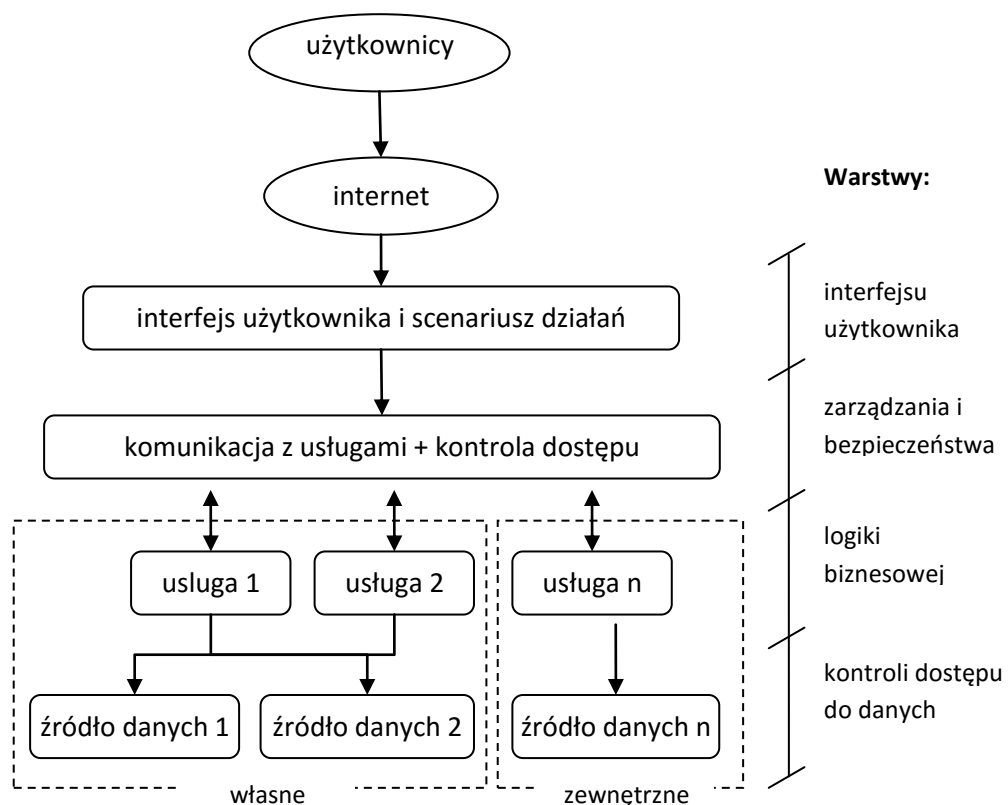 użytkownicy
internet
Warstwy:
interfejs użytkownika i scenariusz działań
interfejsu
użytkownika
komunikacja z usługami + kontrola dostępu
zarządzania i
bezpieczeństwa
usluga 1
usługa 2
usługa n
logiki
biznesowej
źródło danych 1
źródło danych 2
źródło danych n
kontroli dostępu
do danych
własne
zewnętrzne